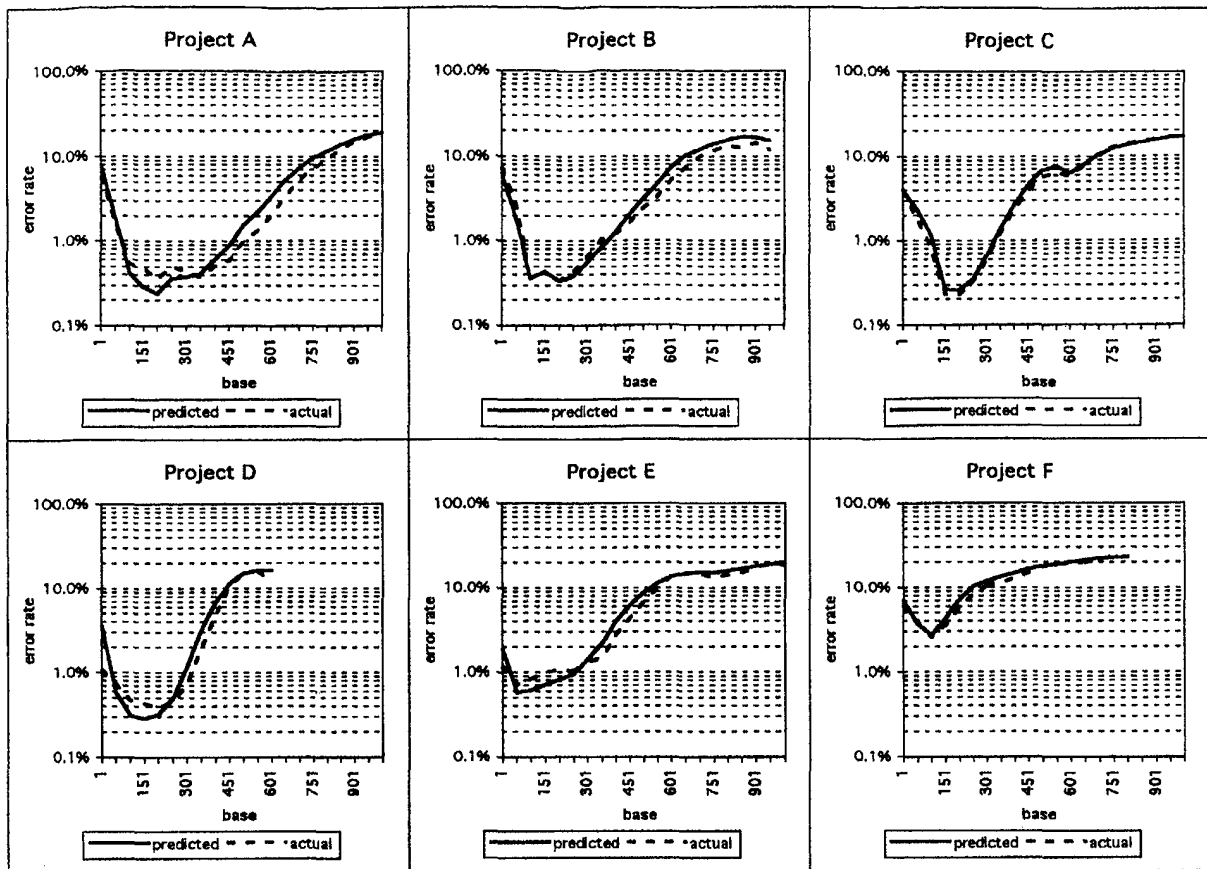 Project A
100.0%
10.0%
1.0%
0.1%
error rate
1 151 301 451 601 751 901
base
predicted actual
Project B
100.0%
10.0%
1.0%
0.1%
error rate
1 151 301 451 601 751 901
base
predicted actual
Project C
100.0%
10.0%
1.0%
0.1%
error rate
1 151 301 451 601 751 901
base
predicted actual
Project D
100.0%
10.0%
1.0%
0.1%
error rate
1 151 301 451 601 751 901
base
predicted actual
Project E
100.0%
10.0%
1.0%
0.1%
error rate
1 151 301 451 601 751 901
base
predicted actual
Project F
100.0%
10.0%
1.0%
0.1%
error rate
1 151 301 451 601 751 901
base
predicted actual